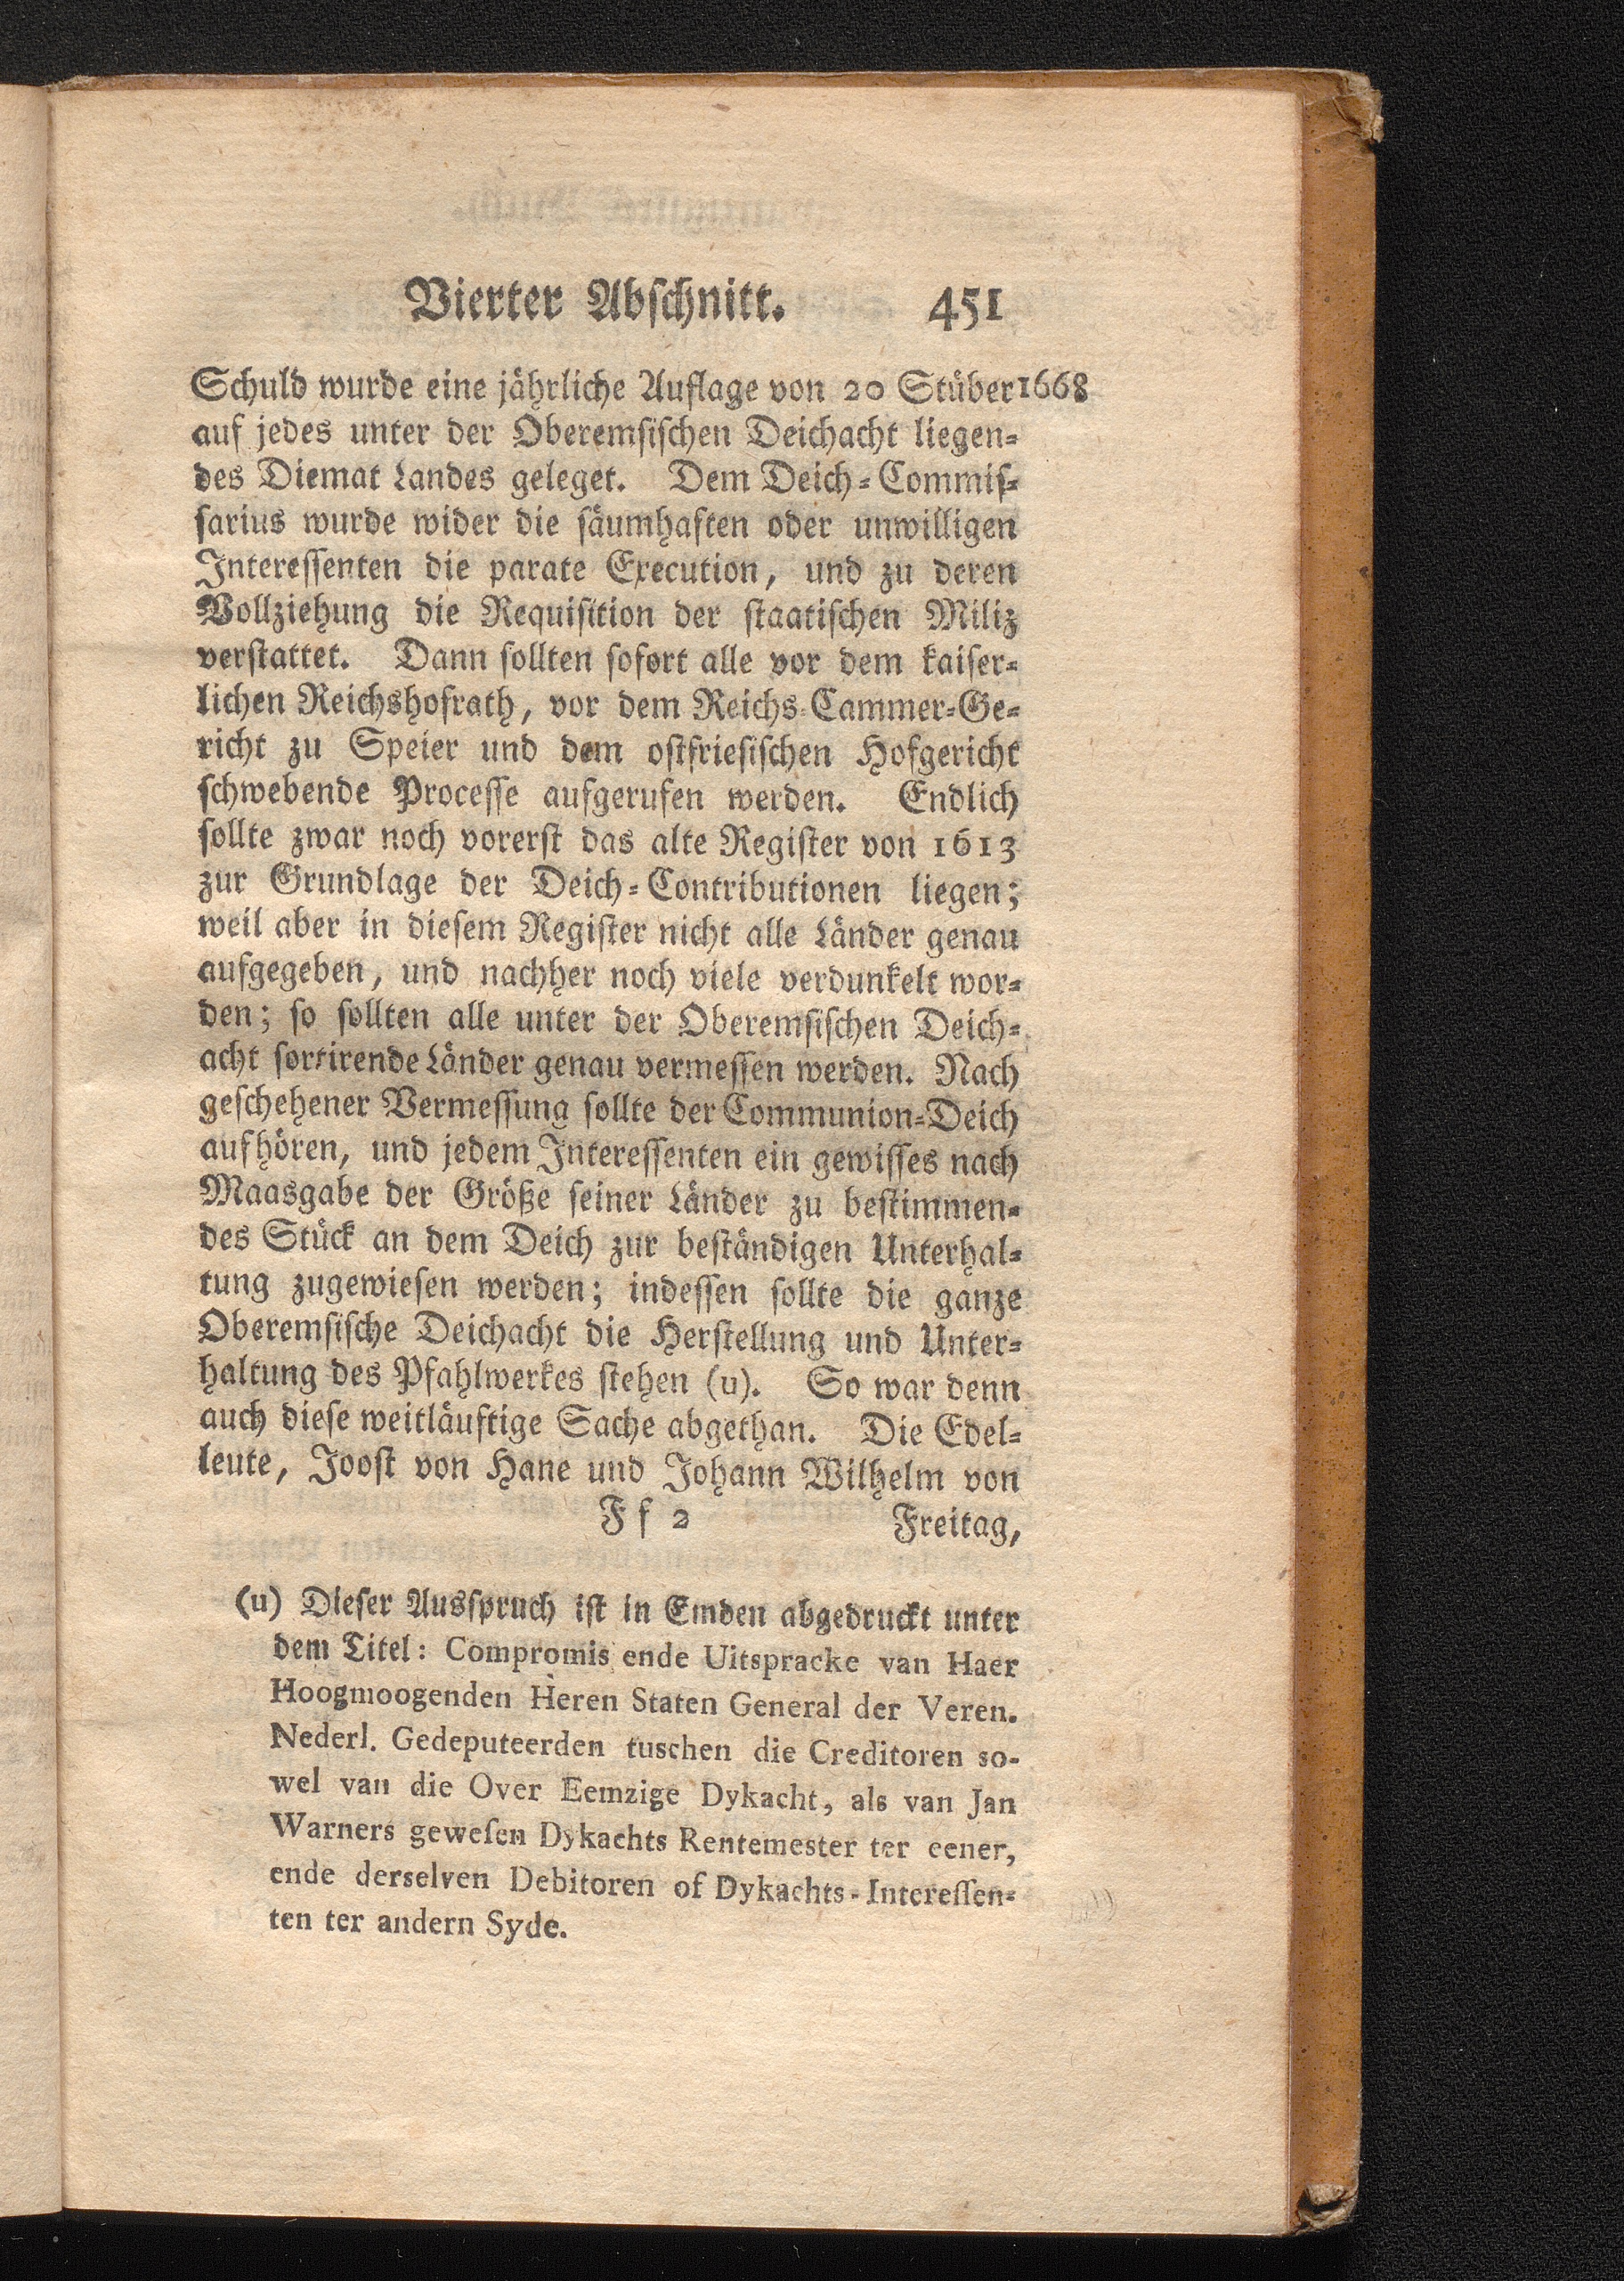 Vierter Abschnitt. 451
Schuld wurde eine jährliche Auflage von 20 Stüber 1668
auf jedes unter der Oberemsischen Deichacht liegen-
des Diemat Landes geleget. Dem Deich-Commis-
sarius wurde wider die säumhaften oder unwilligen
Interessenten die parate Execution, und zu deren
Vollziehung die Requisition der staatischen Miliz
verstattet. Dann sollten sofort alle vor dem kaiser-
lichen Reichshofrath, vor dem Reichs-Cammer-Ge-
richt zu Speier und dem ostfriesischen Hofgericht
schwebende Processe aufgerufen werden. Endlich
sollte zwar noch vorerst das alte Register von 1613
zur Grundlage der Deich-Contributionen liegen;
weil aber in diesem Register nicht alle Länder genau
aufgegeben, und nachher noch viele verdunkelt wor-
den; so sollten alle unter der Oberemsischen Deich-
acht sortirende Länder genau vermessen werden. Nach
geschehener Vermessung sollte der Communion-Deich
aufhören, und jedem Interessenten ein gewisses nach
Maasgabe der Größe seiner Länder zu bestimmen-
des Stück an dem Deich zur beständigen Unterhal-
tung zugewiesen werden; indessen sollte die ganze
Oberemsische Deichacht die Herstellung und Unter-
haltung des Pfahlwerkes stehen (u). So war denn
auch diese weitläuftige Sache abgethan. Die Edel-
leute, Joost von Hane und Johann Wilhelm von
Ff 2 Freitag,
(u) Dieser Ausspruch ist in Emden abgedruckt unter
dem Titel: Compromis ende Uitspracke van Haer
Hoogmoogenden Heren Staten General der Veren.
Nederl. Gedeputeerden tuschen die Creditoren so-
wel van die Over Eemzige Dykacht, als van Jan
Warners geweſen Dykachts Rentemester ter eener,
ende derselven Debitoren of Dykachts-Intereſſen-
ten ter andern Syde.